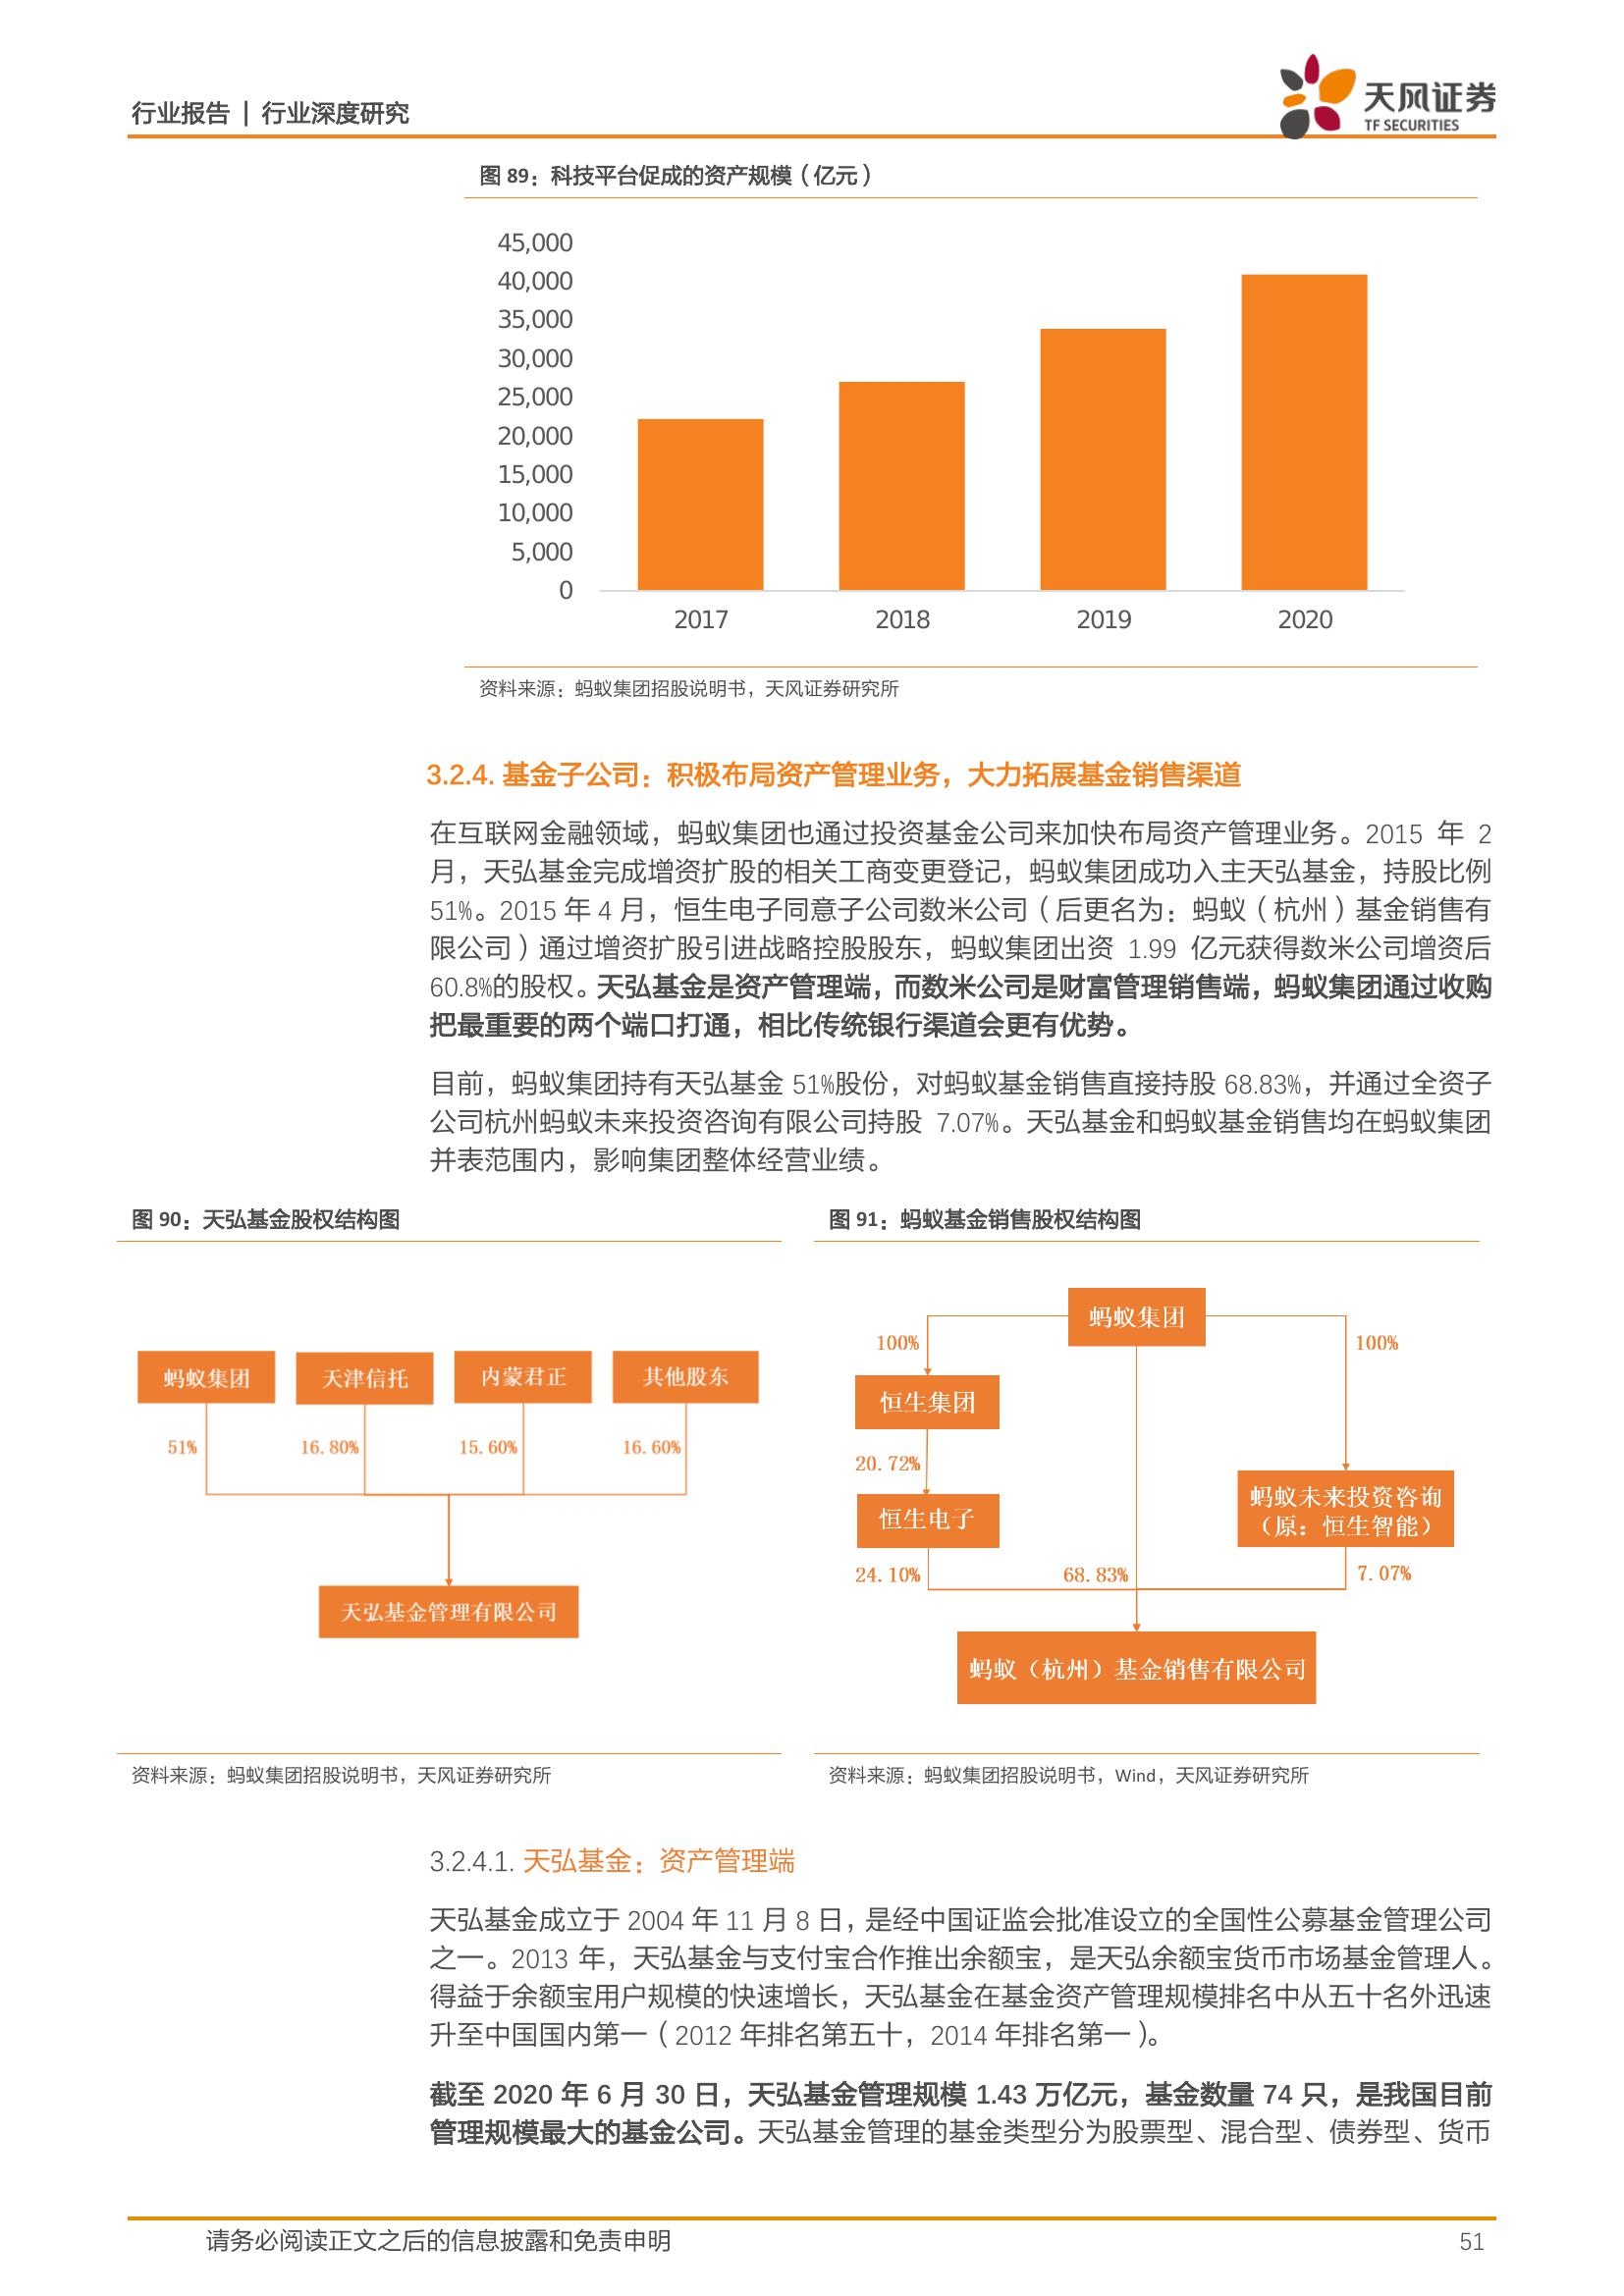 行业报告 | 行业深度研究
天风证券
TF SECURITIES
图 89：科技平台促成的资产规模（亿元）
45,000
40,000
35,000
30,000
25,000
20,000
15,000
10,000
5,000
0
2017 2018 2019 2020
资料来源：蚂蚁集团招股说明书，天风证券研究所
3.2.4. 基金子公司：积极布局资产管理业务，大力拓展基金销售渠道
在互联网金融领域，蚂蚁集团也通过投资基金公司来加快布局资产管理业务。2015 年 2
月，天弘基金完成增资扩股的相关工商变更登记，蚂蚁集团成功入主天弘基金，持股比例
51%。2015 年 4 月，恒生电子同意子公司数米公司（后更名为：蚂蚁（杭州）基金销售有
限公司）通过增资扩股引进战略控股股东，蚂蚁集团出资 1.99 亿元获得数米公司增资后
60.8%的股权。天弘基金是资产管理端，而数米公司是财富管理销售端，蚂蚁集团通过收购
把最重要的两个端口打通，相比传统银行渠道会更有优势。
目前，蚂蚁集团持有天弘基金 51%股份，对蚂蚁基金销售直接持股 68.83%，并通过全资子
公司杭州蚂蚁未来投资咨询有限公司持股 7.07%。天弘基金和蚂蚁基金销售均在蚂蚁集团
并表范围内，影响集团整体经营业绩。
图 90：天弘基金股权结构图
蚂蚁集团 天津信托 内蒙君正 其他股东
51% 16.80% 15.60% 16.60%
天弘基金管理有限公司
资料来源：蚂蚁集团招股说明书，天风证券研究所
图 91：蚂蚁基金销售股权结构图
蚂蚁集团
100% 100%
恒生集团
20.72%
蚂蚁未来投资咨询
（原：恒生智能）
恒生电子
24.10% 68.83% 7.07%
蚂蚁（杭州）基金销售有限公司
资料来源：蚂蚁集团招股说明书，Wind，天风证券研究所
3.2.4.1. 天弘基金：资产管理端
天弘基金成立于 2004 年 11 月 8 日，是经中国证监会批准设立的全国性公募基金管理公司
之一。2013 年，天弘基金与支付宝合作推出余额宝，是天弘余额宝货币市场基金管理人。
得益于余额宝用户规模的快速增长，天弘基金在基金资产管理规模排名中从五十名外迅速
升至中国国内第一（2012 年排名第五十，2014 年排名第一）。
截至 2020 年 6 月 30 日，天弘基金管理规模 1.43 万亿元，基金数量 74 只，是我国目前
管理规模最大的基金公司。天弘基金管理的基金类型分为股票型、混合型、债券型、货币
请务必阅读正文之后的信息披露和免责申明 51